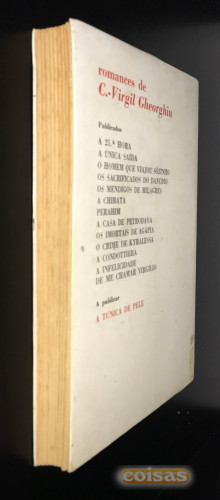 romances de
C.-Virgil Gheorghiu
Publicados
A 25.ª HORA
A ÚNICA SAÍDA
O HOMEM QUE VIAJOU SÒZINHO
OS SACRIFICADOS DO DANÚBIO
OS MENDIGOS DE MILAGRES
A CHIBATA
PERAHIM
A CASA DE PETRODAVA
OS IMORTAIS DE AGÁPIA
O CRIME DE KYRALESSA
A CONDOTTIERA
A INFELICIDADE
DE ME CHAMAR VIRGÍLIO
A publicar
A TÚNICA DE PELE
coisas